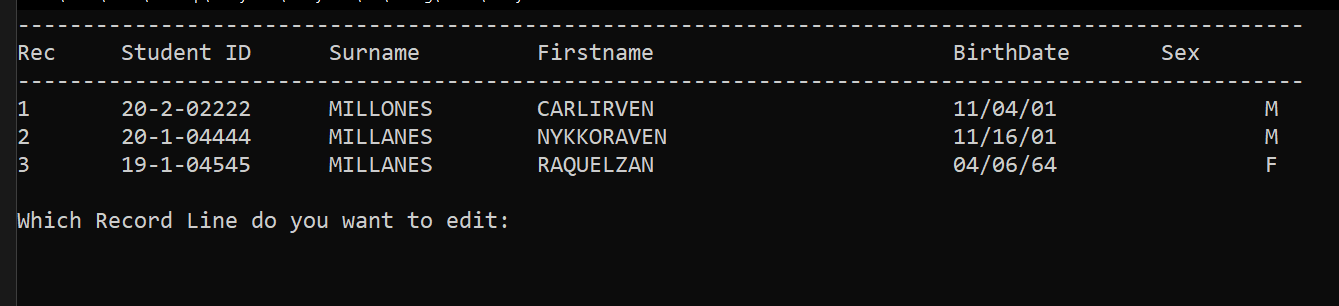 ---------------------------------------------------------------------------------------------------
Rec Student ID Surname Firstname BirthDate Sex
---------------------------------------------------------------------------------------------------
1 20-2-02222 MILLONES CARLIRVEN 11/04/01 M
2 20-1-04444 MILLANES NYKKORAVEN 11/16/01 M
3 19-1-04545 MILLANES RAQUELZAN 04/06/64 F
Which Record Line do you want to edit: